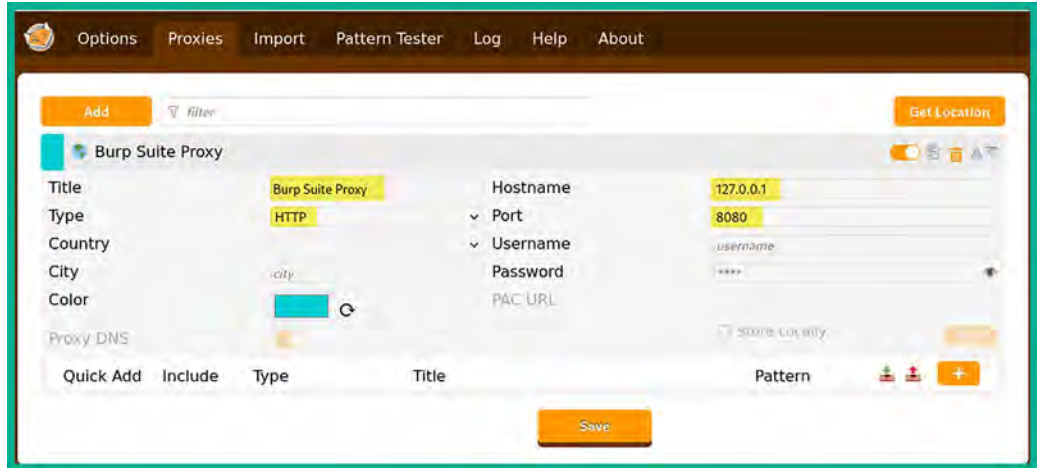 Options Proxies Import Pattern Tester Log Help About
Add filter Get Location
Burp Suite Proxy
Title Burp Suite Proxy Hostname 127.0.0.1
Type HTTP Port 8080
Country Username username
City city Password ****
Color PAC URL
Proxy DNS Store Locally
Quick Add Include Type Title Pattern +
Save